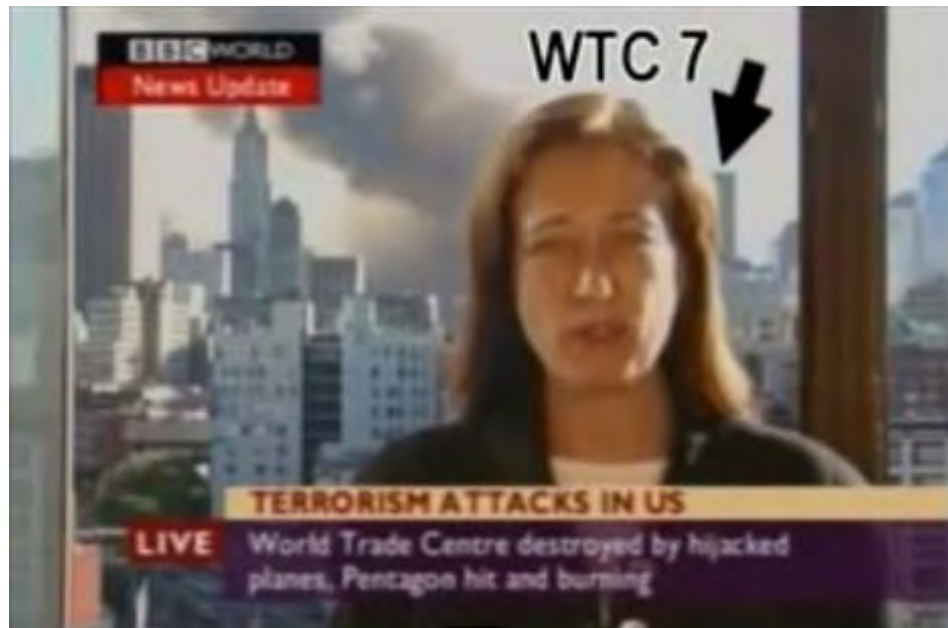 BBC WORLD
News Update
WTC 7
TERRORISM ATTACKS IN US
LIVE
World Trade Centre destroyed by hijacked
planes, Pentagon hit and burning